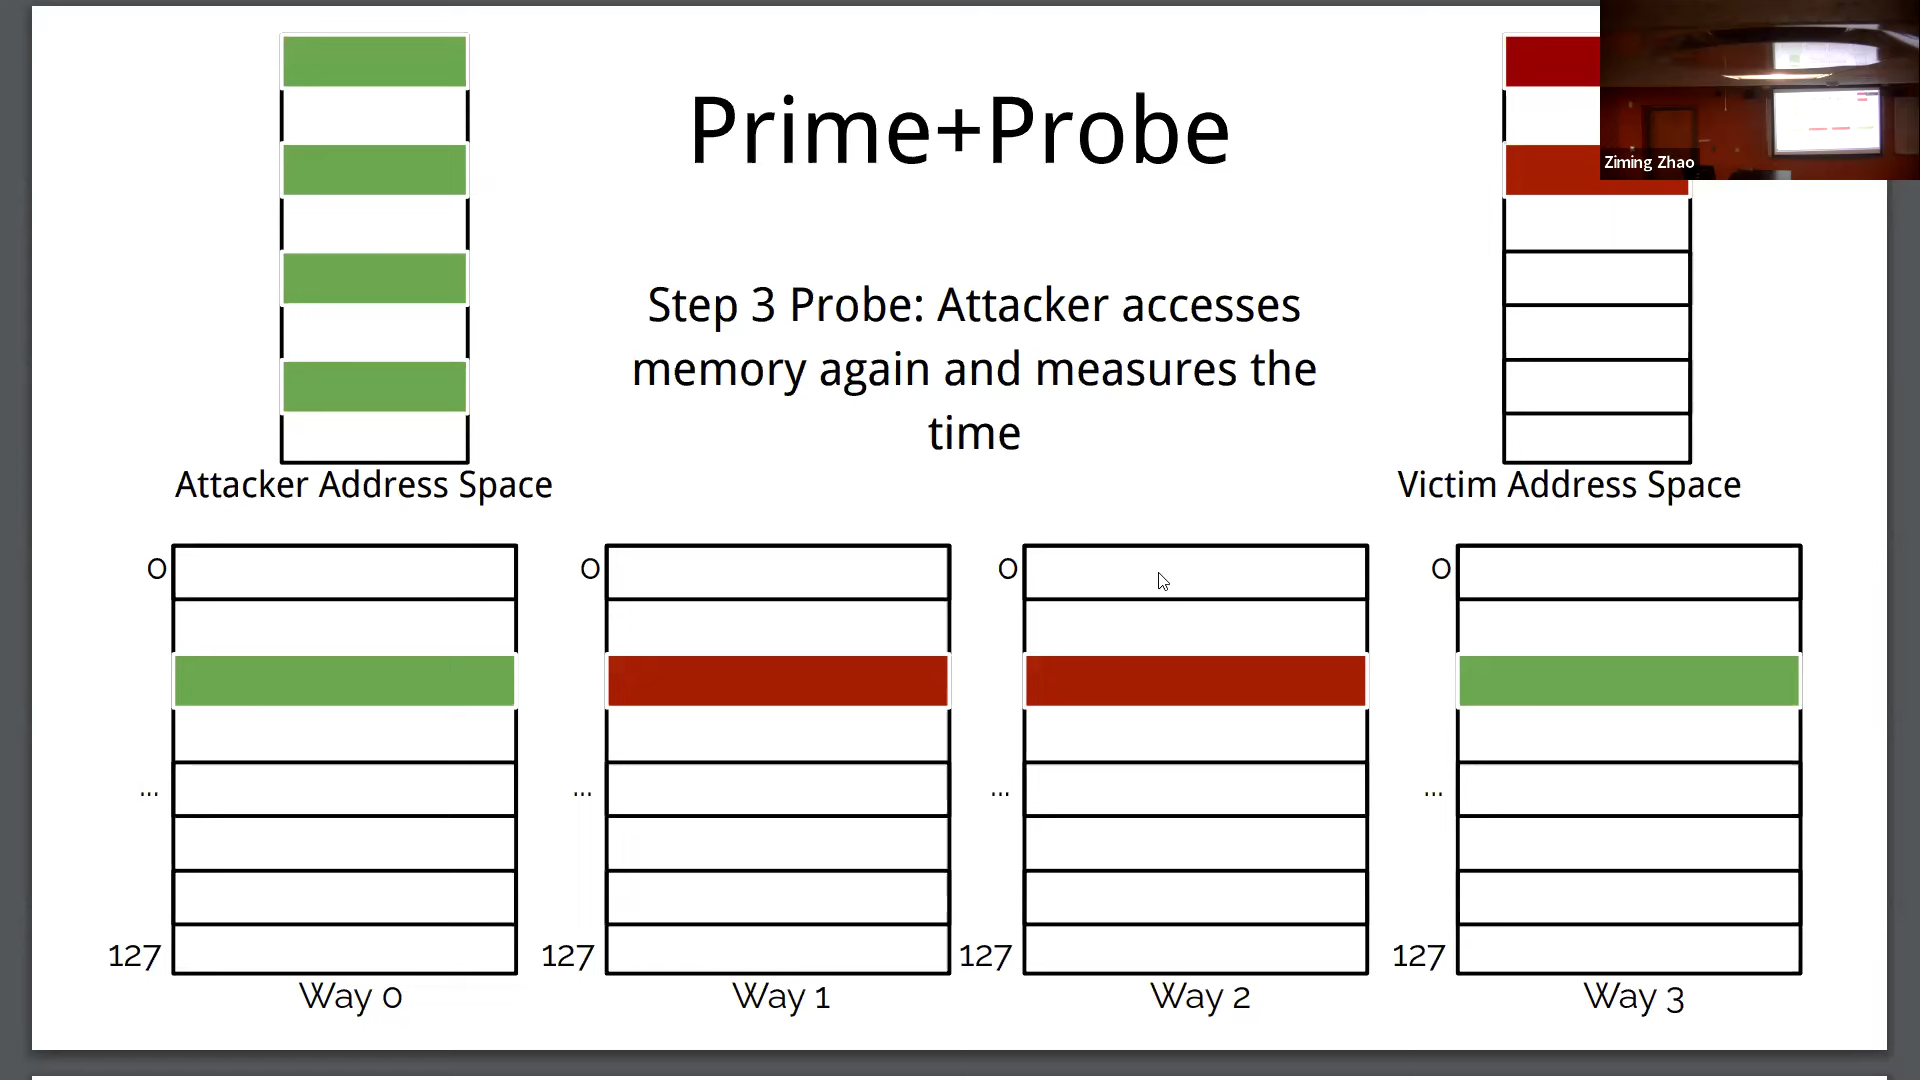 Prime+Probe
Ziming Zhao
Step 3 Probe: Attacker accesses
memory again and measures the
time
Attacker Address Space
Victim Address Space
0
0
0
0
...
...
...
...
127
127
127
127
Way 0
Way 1
Way 2
Way 3